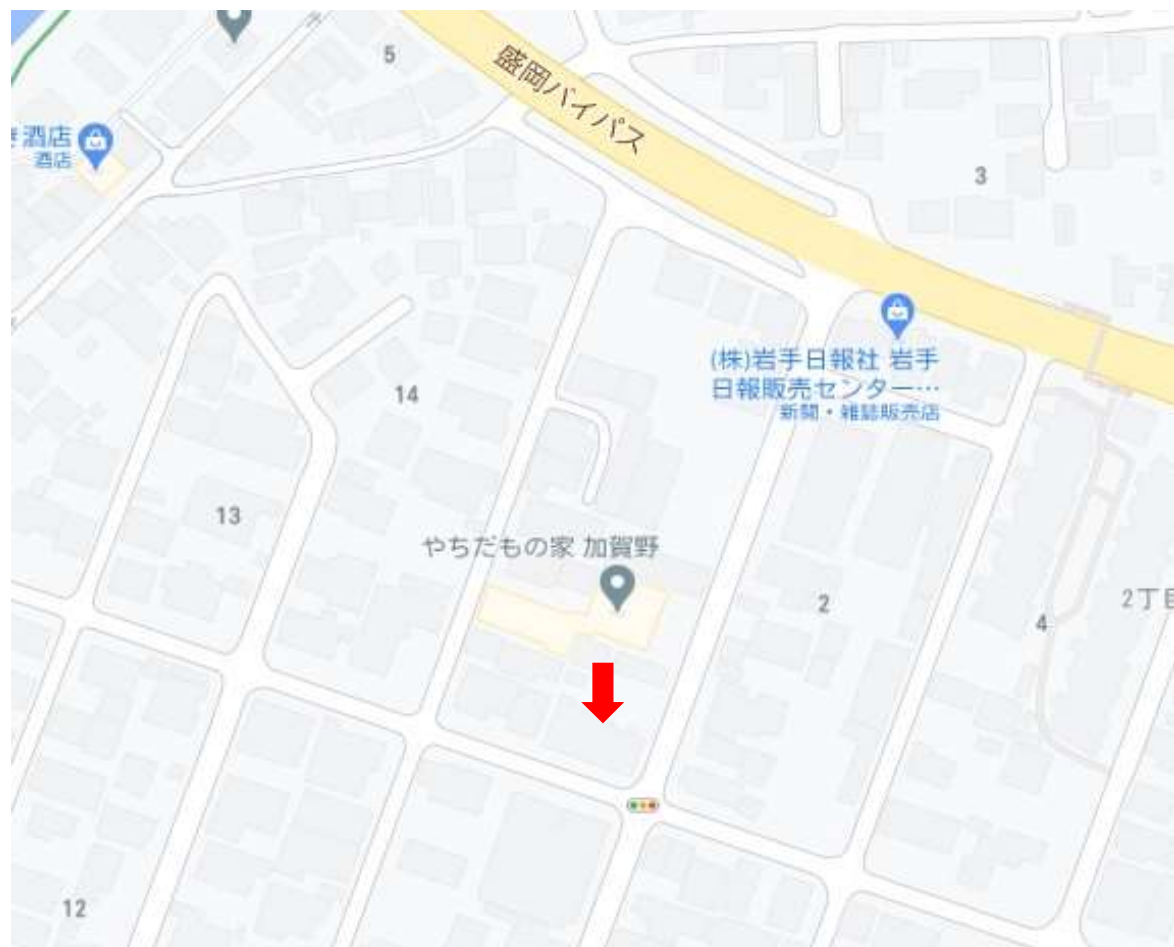 5
盛岡バイパス
酒店
酒店
3
(株)岩手日報社 岩手
日報販売センター…
新聞・雑誌販売店
14
13
やちだもの家 加賀野
2
2丁目
4
12